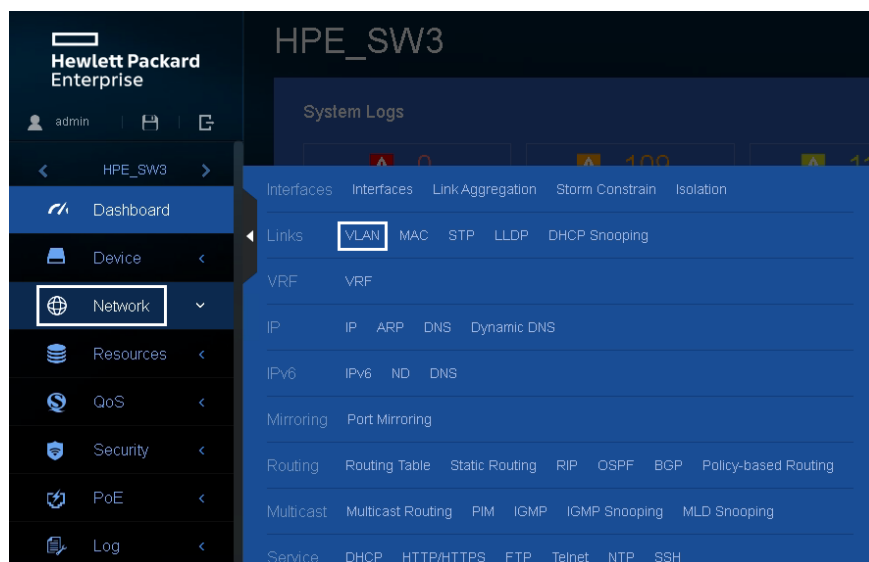 Hewlett Packard
Enterprise
admin
HPE_SW3
Dashboard
Device
Network
Resources
QoS
Security
PoE
Log
HPE_SW3
System Logs
0 109
Interfaces Interfaces Link Aggregation Storm Constrain Isolation
Links VLAN MAC STP LLDP DHCP Snooping
VRF VRF
IP IP ARP DNS Dynamic DNS
IPv6 IPv6 ND DNS
Mirroring Port Mirroring
Routing Routing Table Static Routing RIP OSPF BGP Policy-based Routing
Multicast Multicast Routing PIM IGMP IGMP Snooping MLD Snooping
Service DHCP HTTP/HTTPS FTP Telnet NTP SSH